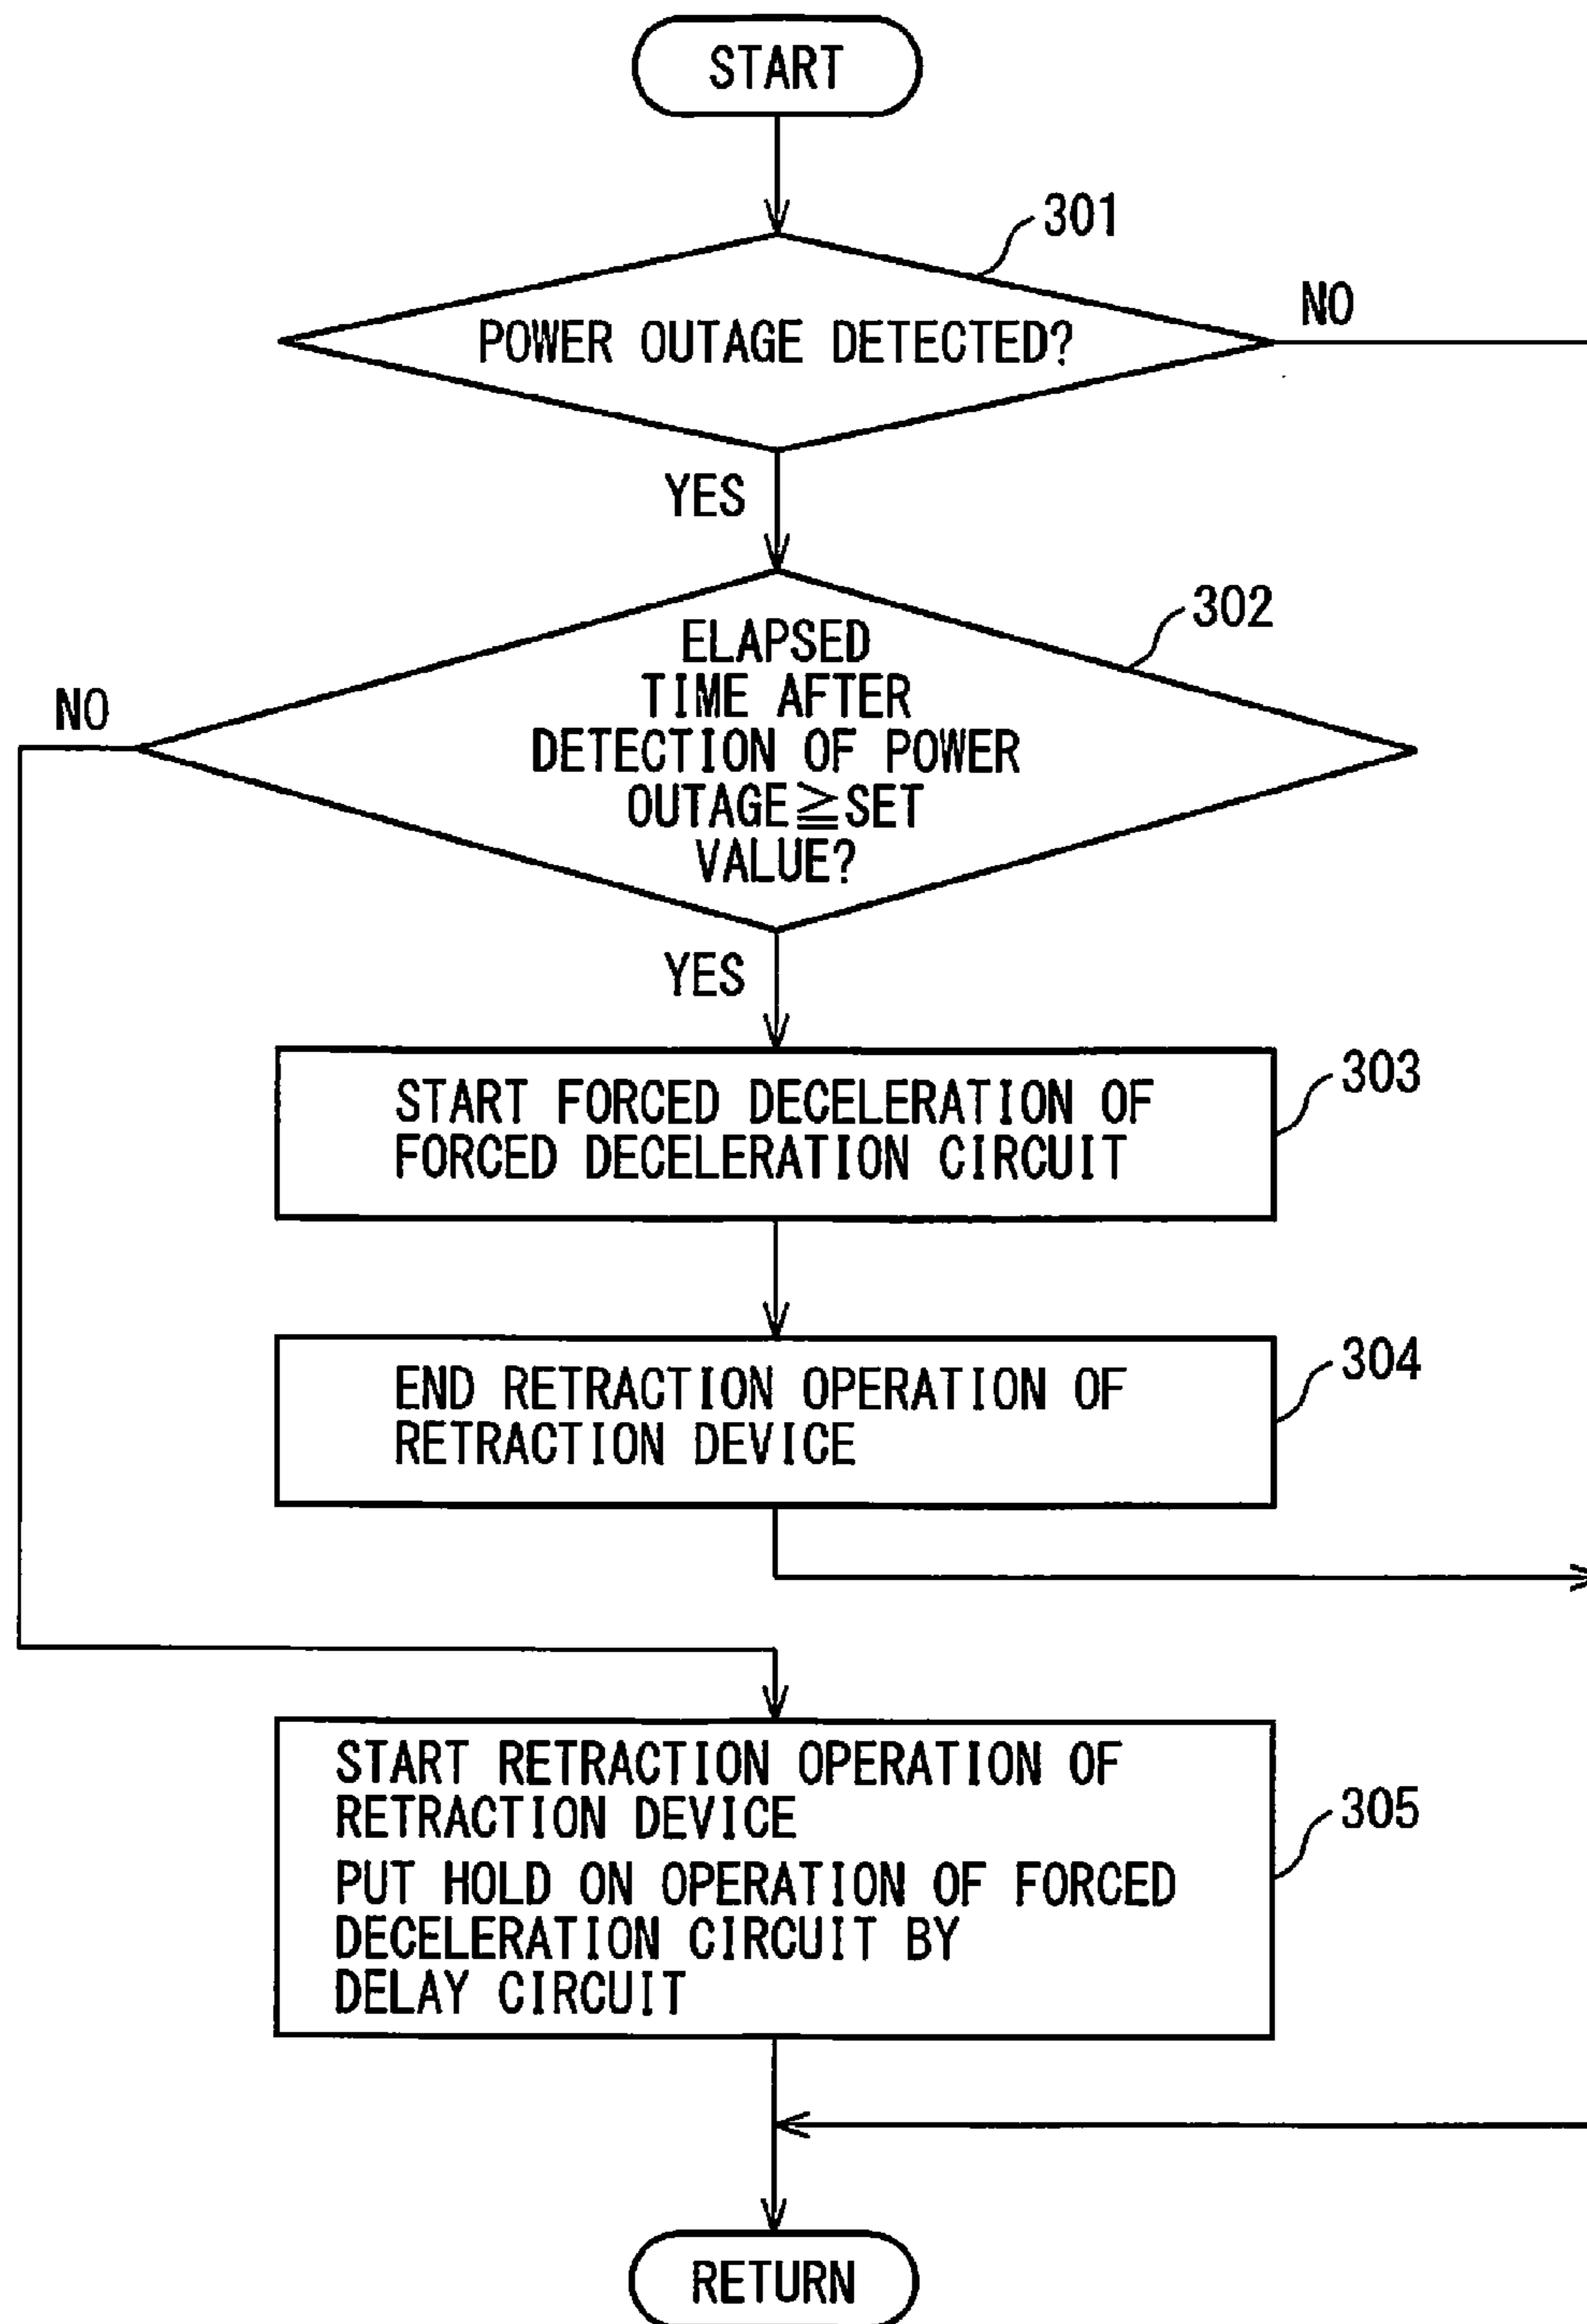 START
301
POWER OUTAGE DETECTED?
NO
YES
302
ELAPSED
TIME AFTER
DETECTION OF POWER
OUTAGE≧SET
VALUE?
NO
YES
START FORCED DECELERATION OF
FORCED DECELERATION CIRCUIT
303
END RETRACTION OPERATION OF
RETRACTION DEVICE
304
START RETRACTION OPERATION OF
RETRACTION DEVICE
PUT HOLD ON OPERATION OF FORCED
DECELERATION CIRCUIT BY
DELAY CIRCUIT
305
RETURN